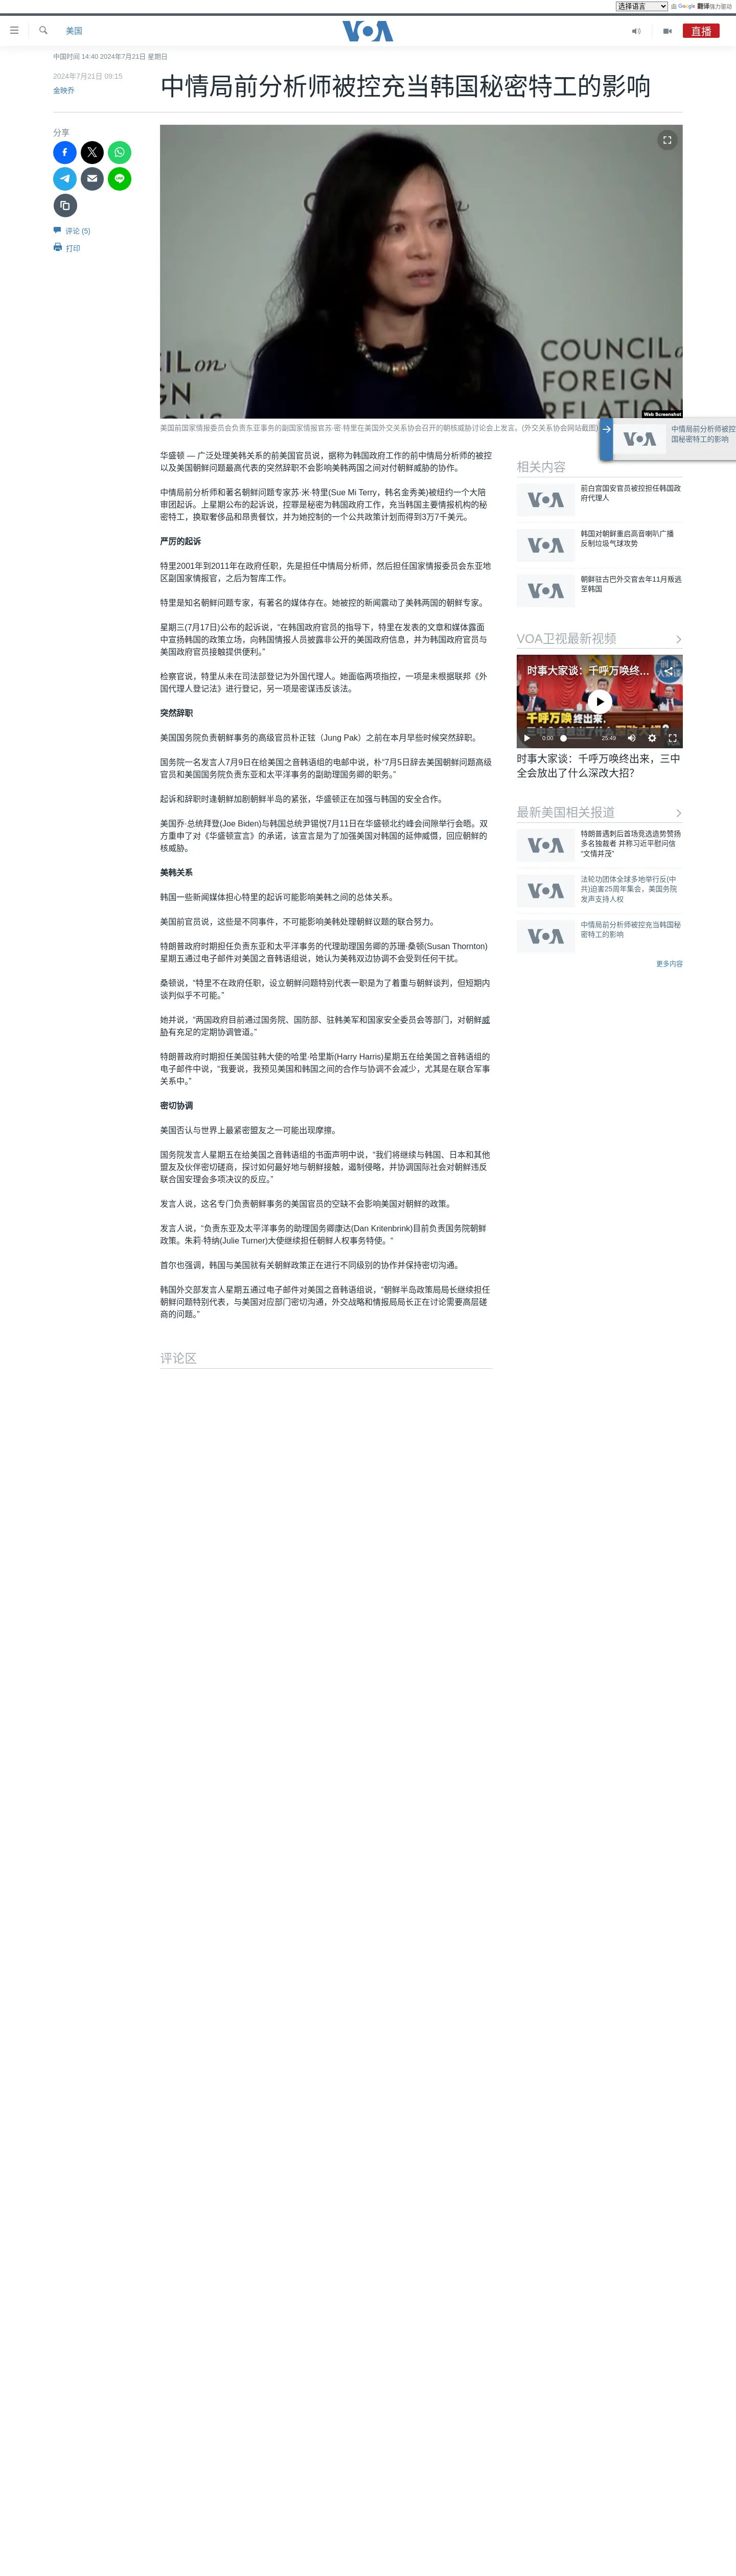 选择语言
由 Google 翻译强力驱动
美国
VOA
直播
中国时间 14:40 2024年7月21日 星期日
2024年7月21日 09:15
金映乔
中情局前分析师被控充当韩国秘密特工的影响
分享
LINE
评论 (5)
打印
COUNCIL on
FOREIGN
RELATIONS
COUNCIL
FOREIGN
RELATION
Web Screenshot
美国前国家情报委员会负责东亚事务的副国家情报官苏·密·特里在美国外交关系协会召开的朝核威胁讨论会上发言。(外交关系协会网站截图)
VOA
中情局前分析师被控
国秘密特工的影响
华盛顿 — 广泛处理美韩关系的前美国官员说，据称为韩国政府工作的前中情局分析师的被控
以及美国朝鲜问题最高代表的突然辞职不会影响美韩两国之间对付朝鲜威胁的协作。
中情局前分析师和著名朝鲜问题专家苏·米·特里(Sue Mi Terry，韩名金秀美)被纽约一个大陪
审团起诉。上星期公布的起诉说，控罪是秘密为韩国政府工作，充当韩国主要情报机构的秘
密特工，换取奢侈品和昂贵餐饮，并为她控制的一个公共政策计划而得到3万7千美元。
严厉的起诉
特里2001年到2011年在政府任职，先是担任中情局分析师，然后担任国家情报委员会东亚地
区副国家情报官，之后为智库工作。
特里是知名朝鲜问题专家，有著名的媒体存在。她被控的新闻震动了美韩两国的朝鲜专家。
星期三(7月17日)公布的起诉说，“在韩国政府官员的指导下，特里在发表的文章和媒体露面
中宣扬韩国的政策立场，向韩国情报人员披露非公开的美国政府信息，并为韩国政府官员与
美国政府官员接触提供便利。”
检察官说，特里从未在司法部登记为外国代理人。她面临两项指控，一项是未根据联邦《外
国代理人登记法》进行登记，另一项是密谋违反该法。
突然辞职
美国国务院负责朝鲜事务的高级官员朴正铉（Jung Pak）之前在本月早些时候突然辞职。
国务院一名发言人7月9日在给美国之音韩语组的电邮中说，朴“7月5日辞去美国朝鲜问题高级
官员和美国国务院负责东亚和太平洋事务的副助理国务卿的职务。”
起诉和辞职时逢朝鲜加剧朝鲜半岛的紧张，华盛顿正在加强与韩国的安全合作。
美国乔·总统拜登(Joe Biden)与韩国总统尹锡悦7月11日在华盛顿北约峰会间隙举行会晤。双
方重申了对《华盛顿宣言》的承诺，该宣言是为了加强美国对韩国的延伸威慑，回应朝鲜的
核威胁。
美韩关系
韩国一些新闻媒体担心特里的起诉可能影响美韩之间的总体关系。
美国前官员说，这些是不同事件，不可能影响美韩处理朝鲜议题的联合努力。
特朗普政府时期担任负责东亚和太平洋事务的代理助理国务卿的苏珊·桑顿(Susan Thornton)
星期五通过电子邮件对美国之音韩语组说，她认为美韩双边协调不会受到任何干扰。
桑顿说，“特里不在政府任职，设立朝鲜问题特别代表一职是为了着重与朝鲜谈判，但短期内
谈判似乎不可能。”
她并说，“两国政府目前通过国务院、国防部、驻韩美军和国家安全委员会等部门，对朝鲜威
胁有充足的定期协调管道。”
特朗普政府时期担任美国驻韩大使的哈里·哈里斯(Harry Harris)星期五在给美国之音韩语组的
电子邮件中说，“我要说，我预见美国和韩国之间的合作与协调不会减少，尤其是在联合军事
关系中。”
密切协调
美国否认与世界上最紧密盟友之一可能出现摩擦。
国务院发言人星期五在给美国之音韩语组的书面声明中说，“我们将继续与韩国、日本和其他
盟友及伙伴密切磋商，探讨如何最好地与朝鲜接触，遏制侵略，并协调国际社会对朝鲜违反
联合国安理会多项决议的反应。”
发言人说，这名专门负责朝鲜事务的美国官员的空缺不会影响美国对朝鲜的政策。
发言人说，“负责东亚及太平洋事务的助理国务卿康达(Dan Kritenbrink)目前负责国务院朝鲜
政策。朱莉·特纳(Julie Turner)大使继续担任朝鲜人权事务特使。”
首尔也强调，韩国与美国就有关朝鲜政策正在进行不同级别的协作并保持密切沟通。
韩国外交部发言人星期五通过电子邮件对美国之音韩语组说，“朝鲜半岛政策局局长继续担任
朝鲜问题特别代表，与美国对应部门密切沟通，外交战略和情报局局长正在讨论需要高层磋
商的问题。”
评论区
相关内容
VOA
前白宫国安官员被控担任韩国政
府代理人
VOA
韩国对朝鲜重启高音喇叭广播
反制垃圾气球攻势
VOA
朝鲜驻古巴外交官去年11月叛逃
至韩国
VOA卫视最新视频
时事大家谈：千呼万唤终...
千呼万唤终出来，
0:00
25:49
时事大家谈：千呼万唤终出来，三中
全会放出了什么深改大招？
最新美国相关报道
VOA
特朗普遇刺后首场竞选造势赞扬
多名独裁者 并称习近平慰问信
“文情并茂”
VOA
法轮功团体全球多地举行反(中
共)迫害25周年集会，美国务院
发声支持人权
VOA
中情局前分析师被控充当韩国秘
密特工的影响
更多内容